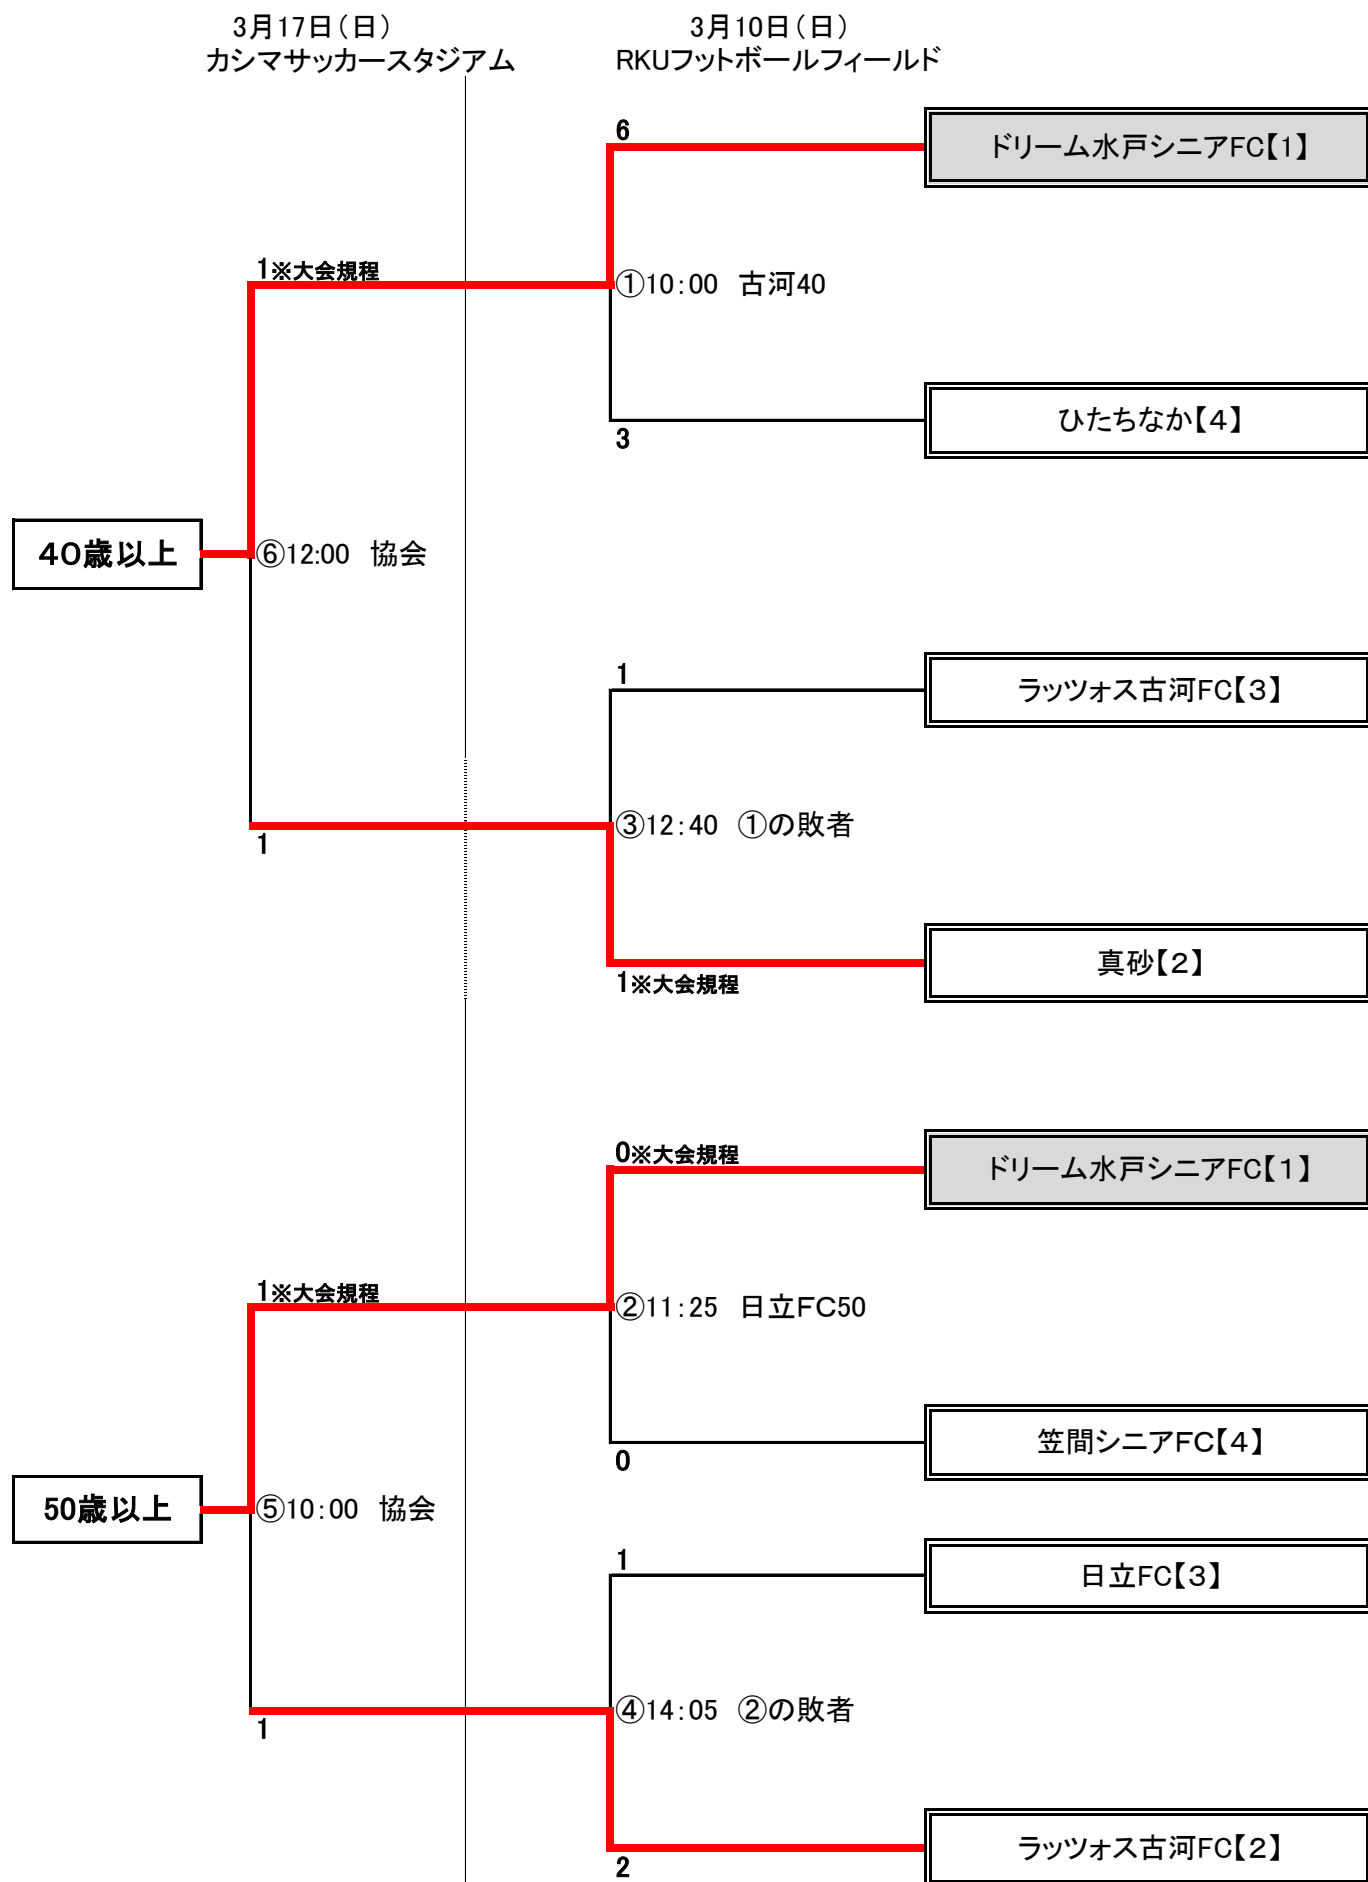 3月17日（日）
カシマサッカースタジアム
3月10日（日）
RKUフットボールフィールド
6
ドリーム水戸シニアFC【1】
1※大会規程
①10：00 古河40
3
ひたちなか【4】
40歳以上
⑥12:00 協会
1
ラッツォス古河FC【3】
1
③12：40 ①の敗者
真砂【2】
1※大会規程
0※大会規程
ドリーム水戸シニアFC【1】
1※大会規程
②11：25 日立FC50
0
笠間シニアFC【4】
50歳以上
⑤10：00 協会
1
日立FC【3】
1
④14：05 ②の敗者
2
ラッツォス古河FC【2】